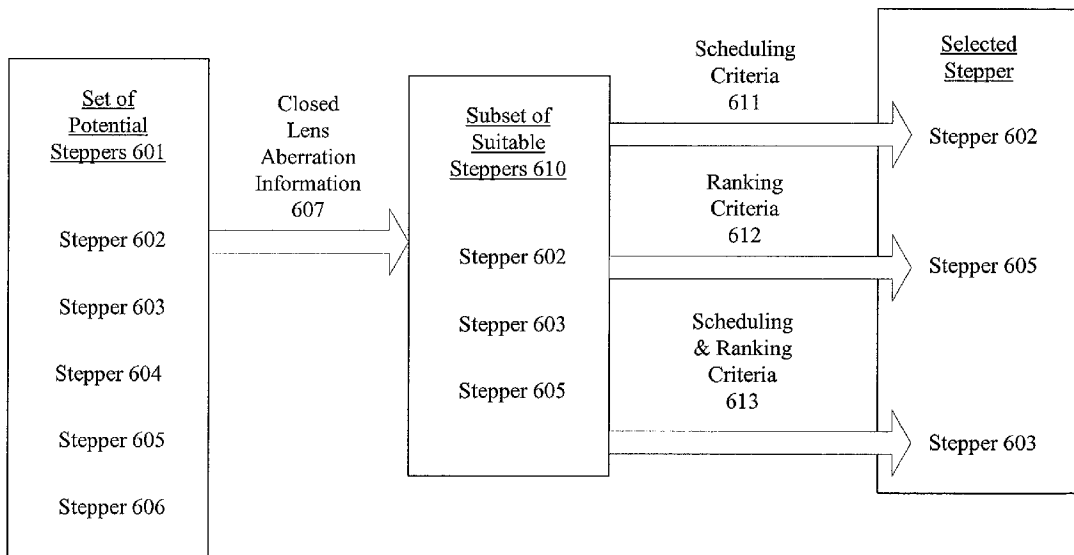 Set of
Potential
Steppers 601
Stepper 602
Stepper 603
Stepper 604
Stepper 605
Stepper 606
Closed
Lens
Aberration
Information
607
Subset of
Suitable
Steppers 610
Stepper 602
Stepper 603
Stepper 605
Scheduling
Criteria
611
Ranking
Criteria
612
Scheduling
& Ranking
Criteria
613
Selected
Stepper
Stepper 602
Stepper 605
Stepper 603